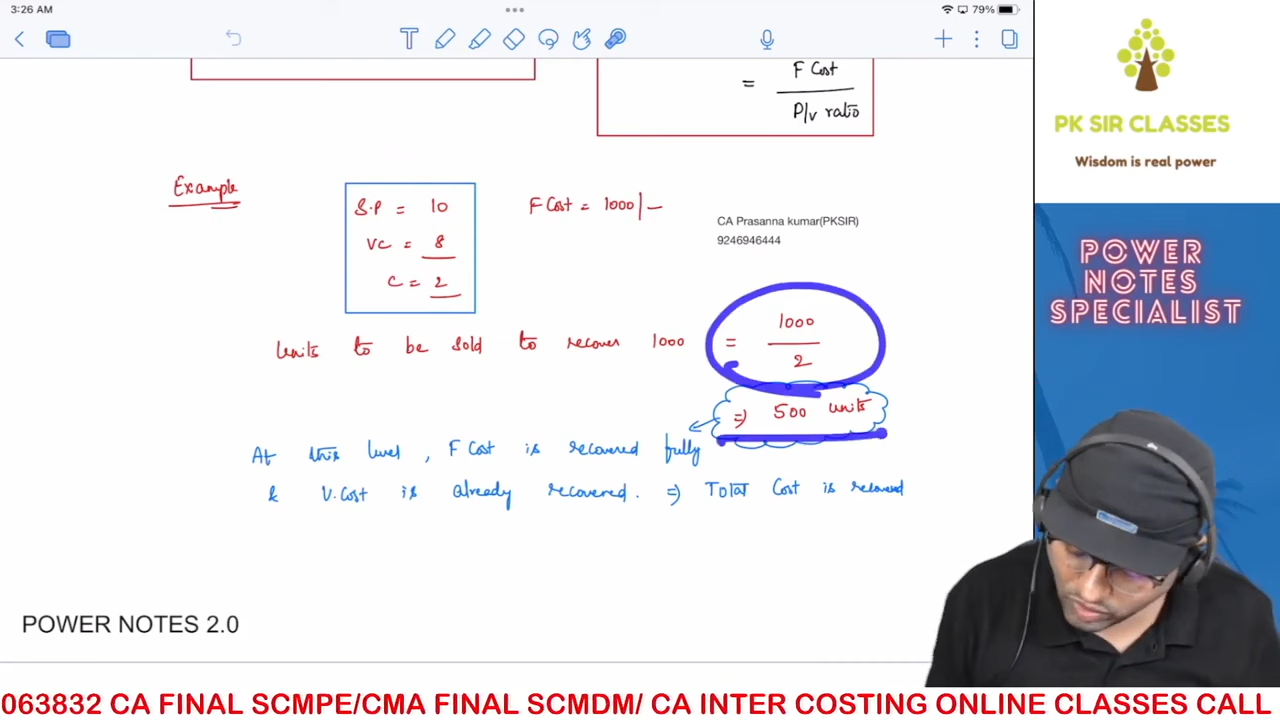 3:26 AM
79%
F Cost
=
P/V ratio
PK SIR CLASSES
Wisdom is real power
Example
S.P = 10
F Cost = 1000/-
VC = 8
C = 2
CA Prasanna kumar(PKSIR)
9246946444
POWER
NOTES
SPECIALIST
Units to be sold to recover 1000 = 1000
2
=> 500 units
At this level, F Cost is recovered fully
& V.Cost is already recovered. => Total Cost is recovered
POWER NOTES 2.0
063832 CA FINAL SCMPE/CMA FINAL SCMDM/ CA INTER COSTING ONLINE CLASSES CALL